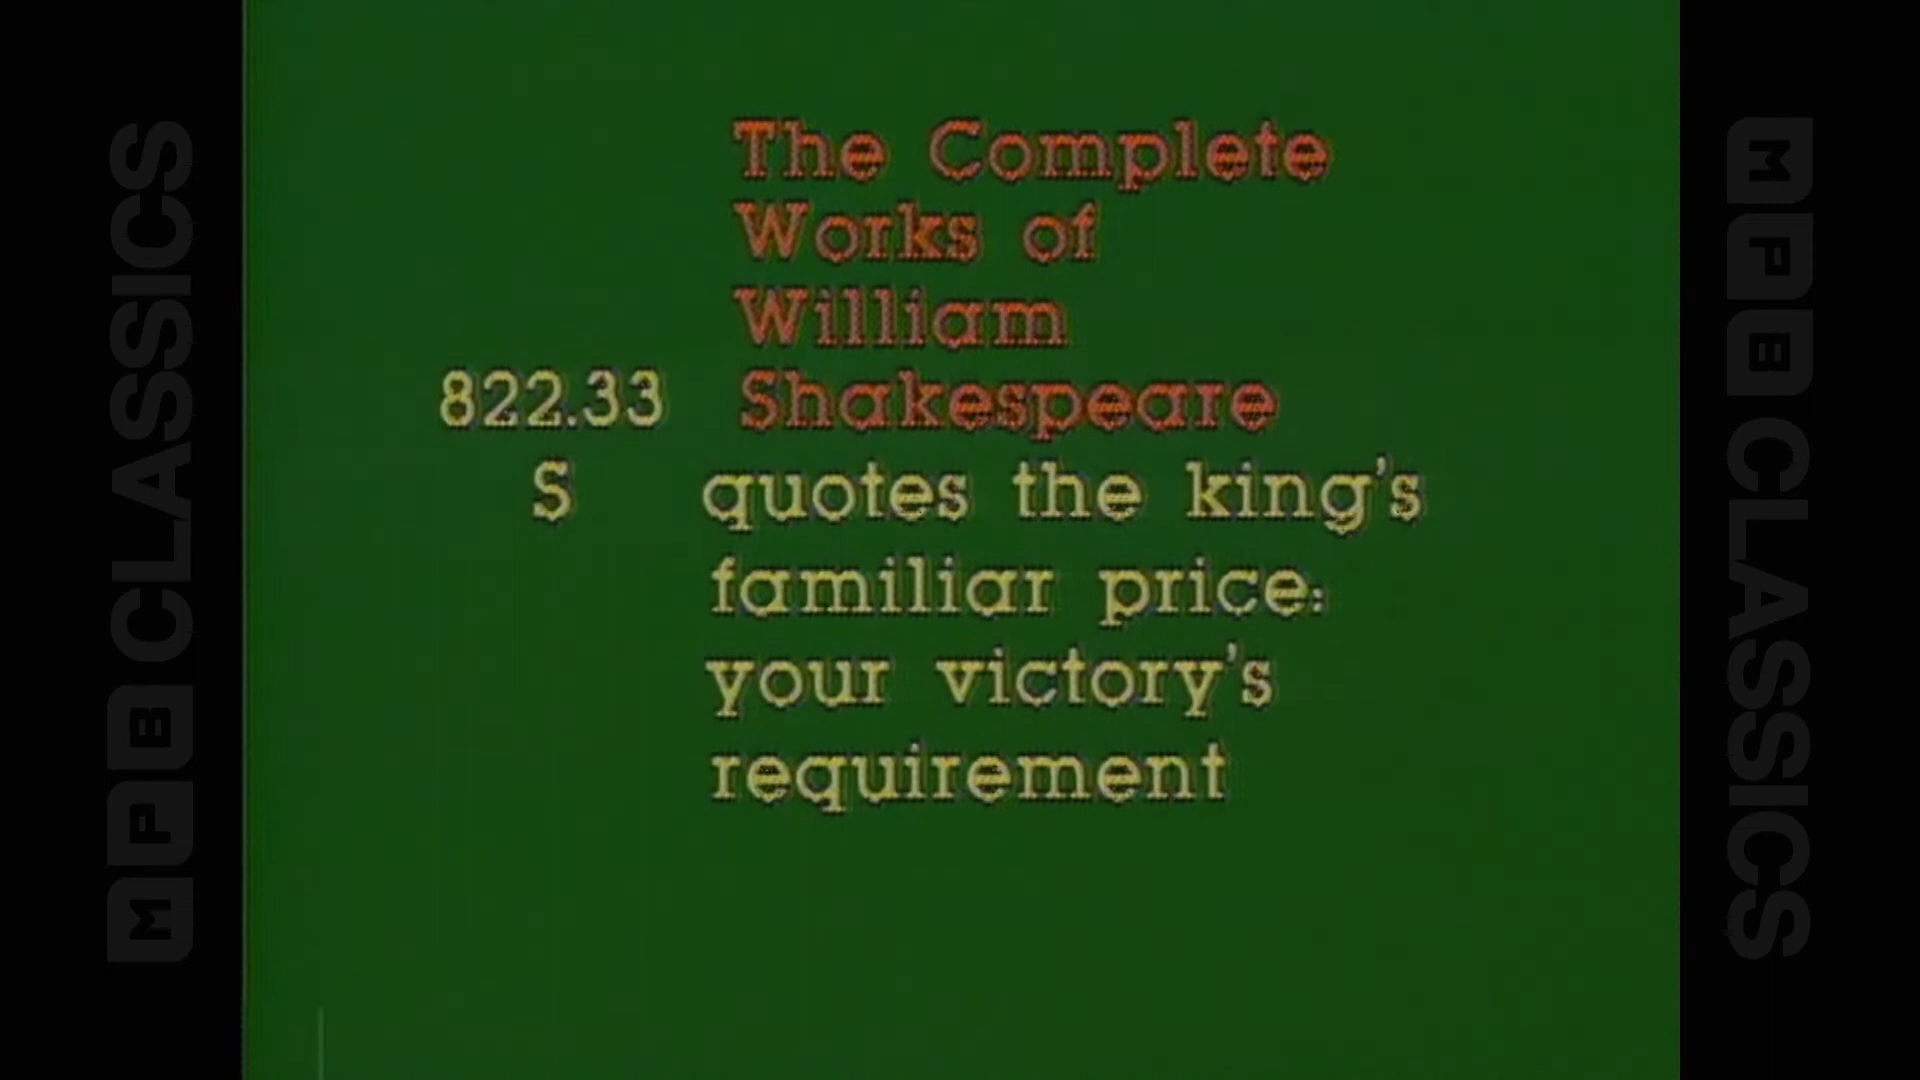 The Complete
Works of
William
822.33 Shakespeare
S quotes the king's
familiar price:
your victory's
requirement
MPB CLASSICS
MPB CLASSICS